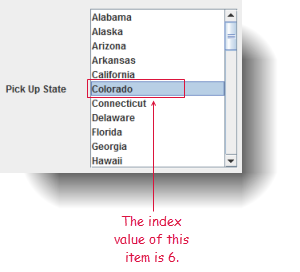 Alabama
Alaska
Arizona
Arkansas
California
Pick Up State
Colorado
Connecticut
Delaware
Florida
Georgia
Hawaii
The index
value of this
item is 6.